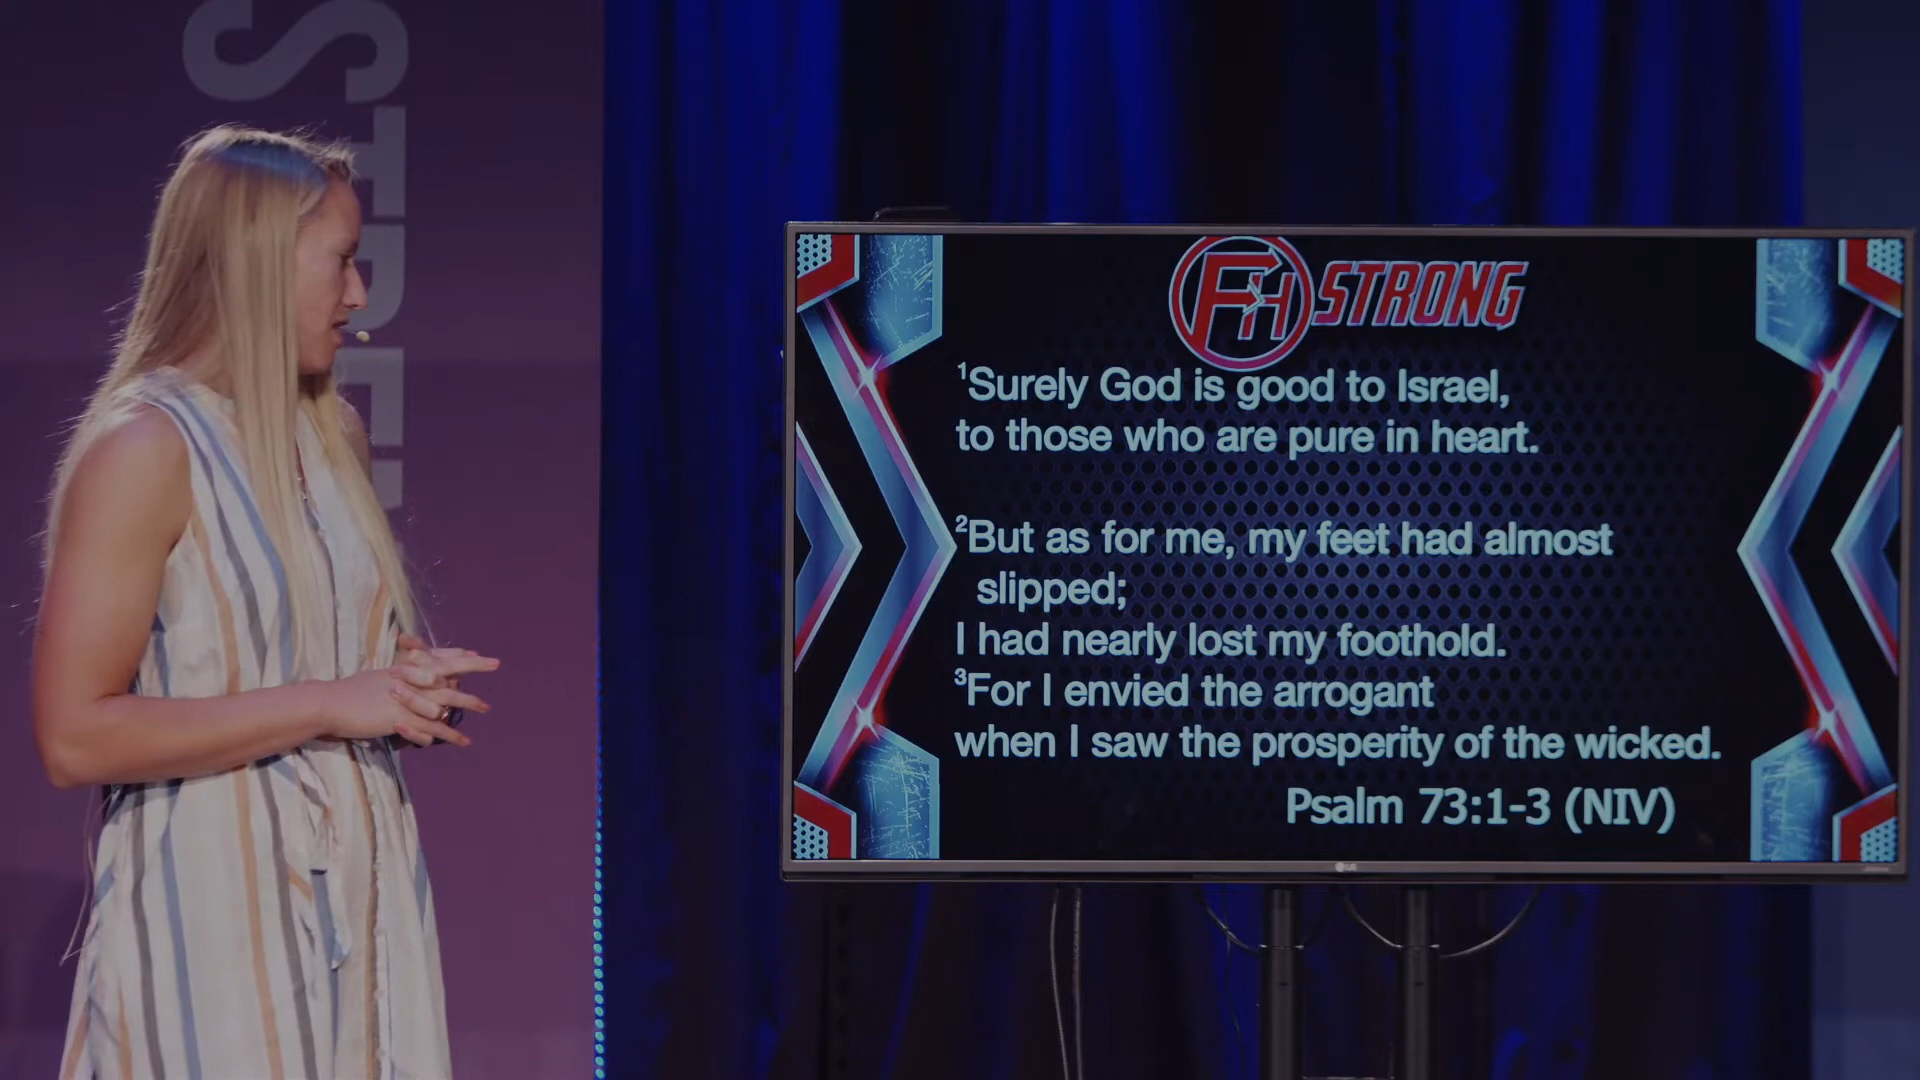 STRE
FH STRONG
1Surely God is good to Israel,
to those who are pure in heart.
2But as for me, my feet had almost
slipped;
I had nearly lost my foothold.
3For I envied the arrogant
when I saw the prosperity of the wicked.
Psalm 73:1-3 (NIV)
LG